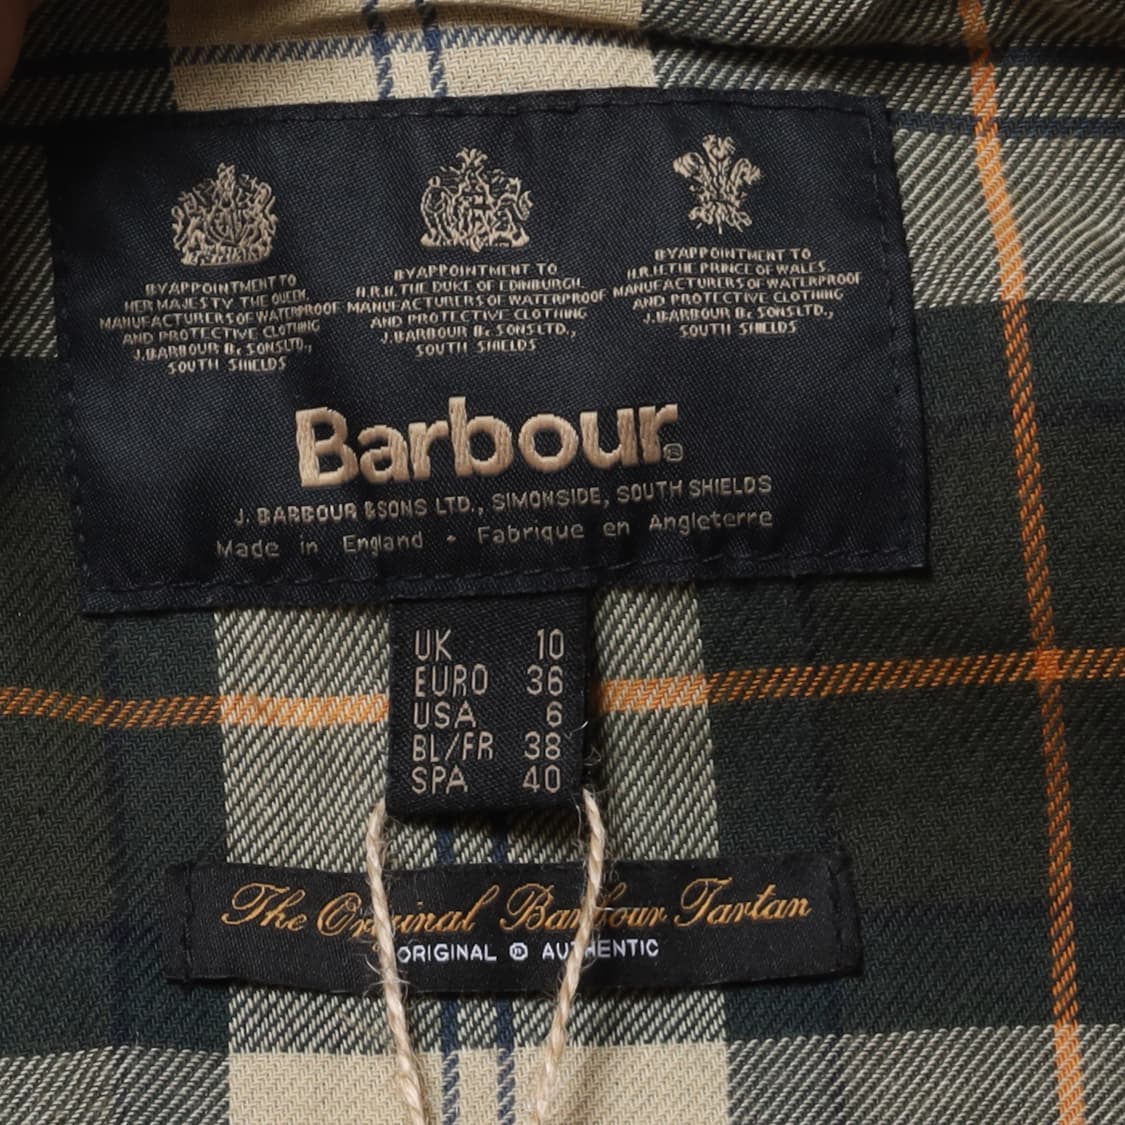 BY APPOINTMENT TO
HER MAJESTY THE QUEEN,
MANUFACTURERS OF WATERPROOF
AND PROTECTIVE CLOTHING
J. BARBOUR & SONS LTD.,
SOUTH SHIELDS
BY APPOINTMENT TO
H.R.H. THE DUKE OF EDINBURGH,
MANUFACTURERS OF WATERPROOF
AND PROTECTIVE CLOTHING
J. BARBOUR & SONS LTD.,
SOUTH SHIELDS
BY APPOINTMENT TO
H.R.H. THE PRINCE OF WALES,
MANUFACTURERS OF WATERPROOF
AND PROTECTIVE CLOTHING
J. BARBOUR & SONS LTD.,
SOUTH SHIELDS
Barbour®
J. BARBOUR & SONS LTD., SIMONSIDE, SOUTH SHIELDS
Made in England • Fabrique en Angleterre
UK 10
EURO 36
USA 6
BL/FR 38
SPA 40
The Original Barbour Tartan
ORIGINAL ® AUTHENTIC